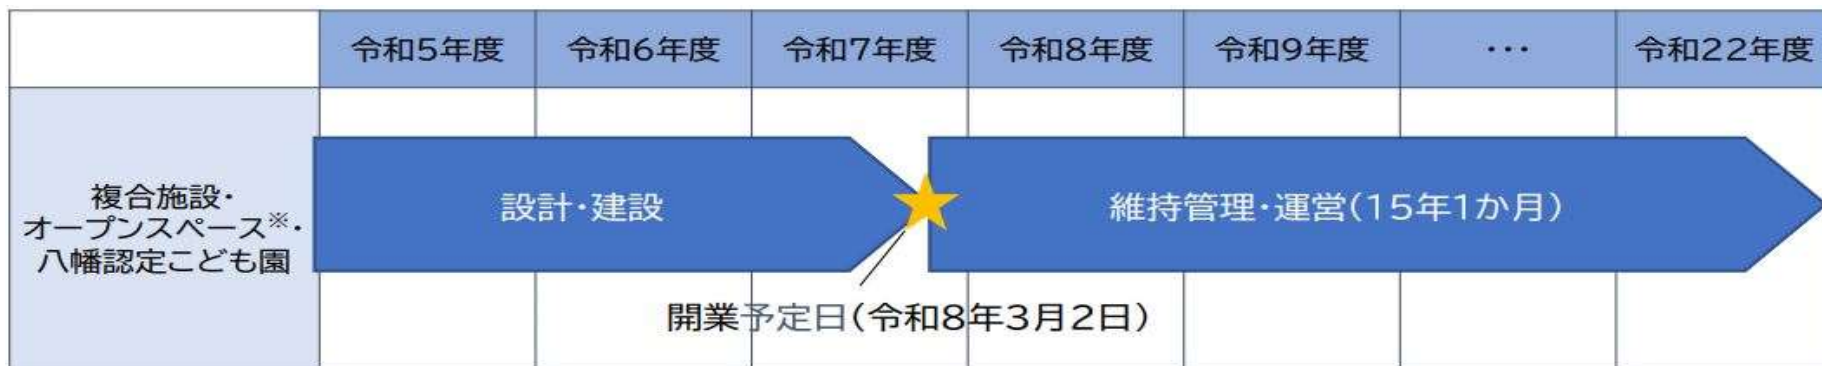 令和5年度 令和6年度 令和7年度 令和8年度 令和9年度 ・・・ 令和22年度
複合施設・
オープンスペース※・
八幡認定こども園
設計・建設
維持管理・運営(15年1か月)
開業予定日(令和8年3月2日)